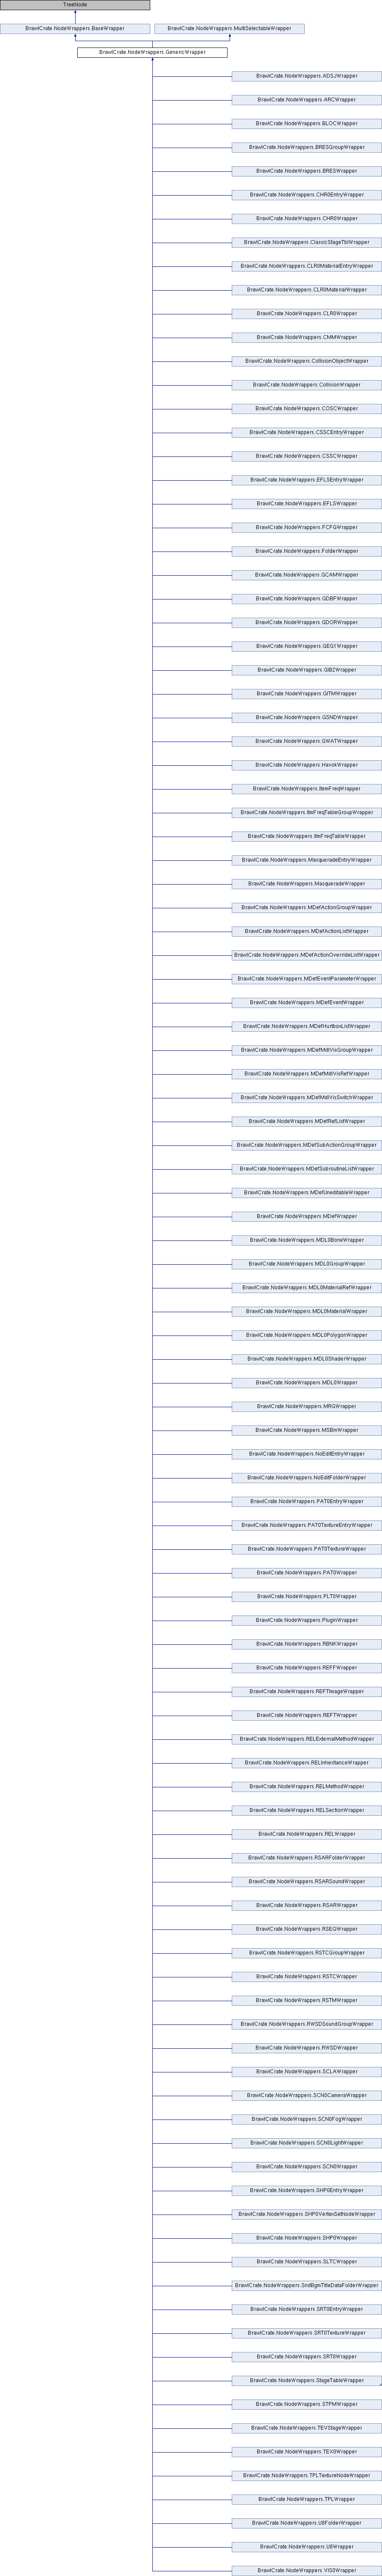 TreeNode
BrawlCrate.NodeWrappers.BaseWrapper
BrawlCrate.NodeWrappers.MultiSelectableWrapper
BrawlCrate.NodeWrappers.GenericWrapper
BrawlCrate.NodeWrappers.ADSJWrapper
BrawlCrate.NodeWrappers.ARCWrapper
BrawlCrate.NodeWrappers.BLOCWrapper
BrawlCrate.NodeWrappers.BRESGroupWrapper
BrawlCrate.NodeWrappers.BRESWrapper
BrawlCrate.NodeWrappers.CHR0EntryWrapper
BrawlCrate.NodeWrappers.CHR0Wrapper
BrawlCrate.NodeWrappers.ClassicStageTblWrapper
BrawlCrate.NodeWrappers.CLR0MaterialEntryWrapper
BrawlCrate.NodeWrappers.CLR0MaterialWrapper
BrawlCrate.NodeWrappers.CLR0Wrapper
BrawlCrate.NodeWrappers.CMMWrapper
BrawlCrate.NodeWrappers.CollisionObjectWrapper
BrawlCrate.NodeWrappers.CollisionWrapper
BrawlCrate.NodeWrappers.COSCWrapper
BrawlCrate.NodeWrappers.CSSCEntryWrapper
BrawlCrate.NodeWrappers.CSSCWrapper
BrawlCrate.NodeWrappers.EFLSEntryWrapper
BrawlCrate.NodeWrappers.EFLSWrapper
BrawlCrate.NodeWrappers.FCFGWrapper
BrawlCrate.NodeWrappers.FolderWrapper
BrawlCrate.NodeWrappers.GCAMWrapper
BrawlCrate.NodeWrappers.GDBFWrapper
BrawlCrate.NodeWrappers.GDORWrapper
BrawlCrate.NodeWrappers.GEG1Wrapper
BrawlCrate.NodeWrappers.GIB2Wrapper
BrawlCrate.NodeWrappers.GITMWrapper
BrawlCrate.NodeWrappers.GSNDWrapper
BrawlCrate.NodeWrappers.GWATWrapper
BrawlCrate.NodeWrappers.HavokWrapper
BrawlCrate.NodeWrappers.ItemFreqWrapper
BrawlCrate.NodeWrappers.ItmFreqTableGroupWrapper
BrawlCrate.NodeWrappers.ItmFreqTableWrapper
BrawlCrate.NodeWrappers.MasqueradeEntryWrapper
BrawlCrate.NodeWrappers.MasqueradeWrapper
BrawlCrate.NodeWrappers.MDefActionGroupWrapper
BrawlCrate.NodeWrappers.MDefActionListWrapper
BrawlCrate.NodeWrappers.MDefActionOverrideListWrapper
BrawlCrate.NodeWrappers.MDefEventParameterWrapper
BrawlCrate.NodeWrappers.MDefEventWrapper
BrawlCrate.NodeWrappers.MDefHurtboxListWrapper
BrawlCrate.NodeWrappers.MDefMdlVisGroupWrapper
BrawlCrate.NodeWrappers.MDefMdlVisRefWrapper
BrawlCrate.NodeWrappers.MDefMdlVisSwitchWrapper
BrawlCrate.NodeWrappers.MDefRefListWrapper
BrawlCrate.NodeWrappers.MDefSubActionGroupWrapper
BrawlCrate.NodeWrappers.MDefSubroutineListWrapper
BrawlCrate.NodeWrappers.MDefUneditableWrapper
BrawlCrate.NodeWrappers.MDefWrapper
BrawlCrate.NodeWrappers.MDL0BoneWrapper
BrawlCrate.NodeWrappers.MDL0GroupWrapper
BrawlCrate.NodeWrappers.MDL0MaterialRefWrapper
BrawlCrate.NodeWrappers.MDL0MaterialWrapper
BrawlCrate.NodeWrappers.MDL0PolygonWrapper
BrawlCrate.NodeWrappers.MDL0ShaderWrapper
BrawlCrate.NodeWrappers.MDL0Wrapper
BrawlCrate.NodeWrappers.MRGWrapper
BrawlCrate.NodeWrappers.MSBinWrapper
BrawlCrate.NodeWrappers.NoEditEntryWrapper
BrawlCrate.NodeWrappers.NoEditFolderWrapper
BrawlCrate.NodeWrappers.PAT0EntryWrapper
BrawlCrate.NodeWrappers.PAT0TextureEntryWrapper
BrawlCrate.NodeWrappers.PAT0TextureWrapper
BrawlCrate.NodeWrappers.PAT0Wrapper
BrawlCrate.NodeWrappers.PLT0Wrapper
BrawlCrate.NodeWrappers.PluginWrapper
BrawlCrate.NodeWrappers.RBNKWrapper
BrawlCrate.NodeWrappers.REFFWrapper
BrawlCrate.NodeWrappers.REFTImageWrapper
BrawlCrate.NodeWrappers.REFTWrapper
BrawlCrate.NodeWrappers.RELExternalMethodWrapper
BrawlCrate.NodeWrappers.RELInheritanceWrapper
BrawlCrate.NodeWrappers.RELMethodWrapper
BrawlCrate.NodeWrappers.RELSectionWrapper
BrawlCrate.NodeWrappers.RELWrapper
BrawlCrate.NodeWrappers.RSARFolderWrapper
BrawlCrate.NodeWrappers.RSARSoundWrapper
BrawlCrate.NodeWrappers.RSARWrapper
BrawlCrate.NodeWrappers.RSEQWrapper
BrawlCrate.NodeWrappers.RSTCGroupWrapper
BrawlCrate.NodeWrappers.RSTCWrapper
BrawlCrate.NodeWrappers.RSTMWrapper
BrawlCrate.NodeWrappers.RWSDSoundGroupWrapper
BrawlCrate.NodeWrappers.RWSDWrapper
BrawlCrate.NodeWrappers.SCLAWrapper
BrawlCrate.NodeWrappers.SCN0CameraWrapper
BrawlCrate.NodeWrappers.SCN0FogWrapper
BrawlCrate.NodeWrappers.SCN0LightWrapper
BrawlCrate.NodeWrappers.SCN0Wrapper
BrawlCrate.NodeWrappers.SHP0EntryWrapper
BrawlCrate.NodeWrappers.SHP0VertexSetNodeWrapper
BrawlCrate.NodeWrappers.SHP0Wrapper
BrawlCrate.NodeWrappers.SLTCWrapper
BrawlCrate.NodeWrappers.SndBgmTitleDataFolderWrapper
BrawlCrate.NodeWrappers.SRT0EntryWrapper
BrawlCrate.NodeWrappers.SRT0TextureWrapper
BrawlCrate.NodeWrappers.SRT0Wrapper
BrawlCrate.NodeWrappers.StageTableWrapper
BrawlCrate.NodeWrappers.STPMWrapper
BrawlCrate.NodeWrappers.TEVStageWrapper
BrawlCrate.NodeWrappers.TEX0Wrapper
BrawlCrate.NodeWrappers.TPLTextureNodeWrapper
BrawlCrate.NodeWrappers.TPLWrapper
BrawlCrate.NodeWrappers.U8FolderWrapper
BrawlCrate.NodeWrappers.U8Wrapper
BrawlCrate.NodeWrappers.VIS0Wrapper